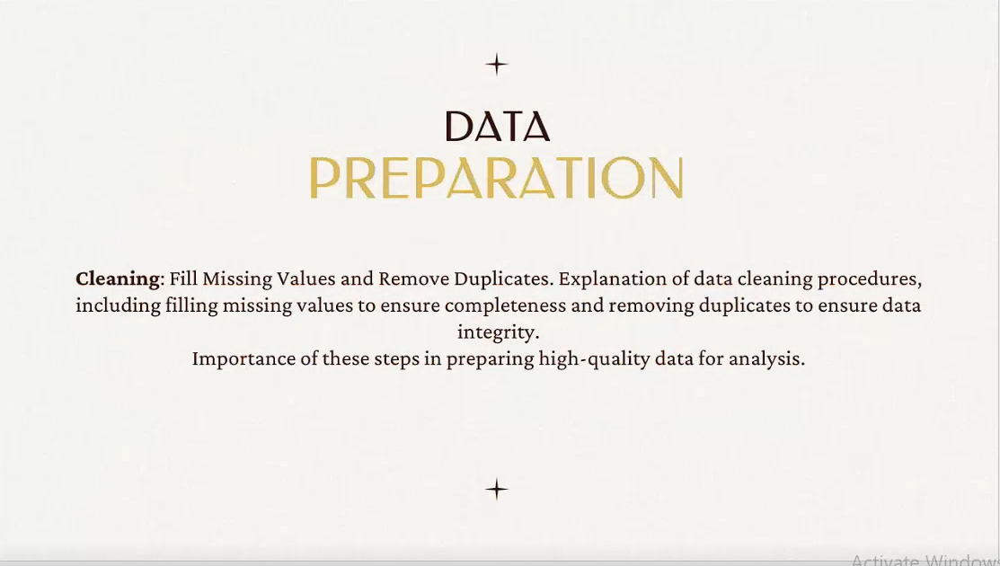 DATA
PREPARATION
Cleaning: Fill Missing Values and Remove Duplicates. Explanation of data cleaning procedures,
including filling missing values to ensure completeness and removing duplicates to ensure data
integrity.
Importance of these steps in preparing high-quality data for analysis.
Activate Windows